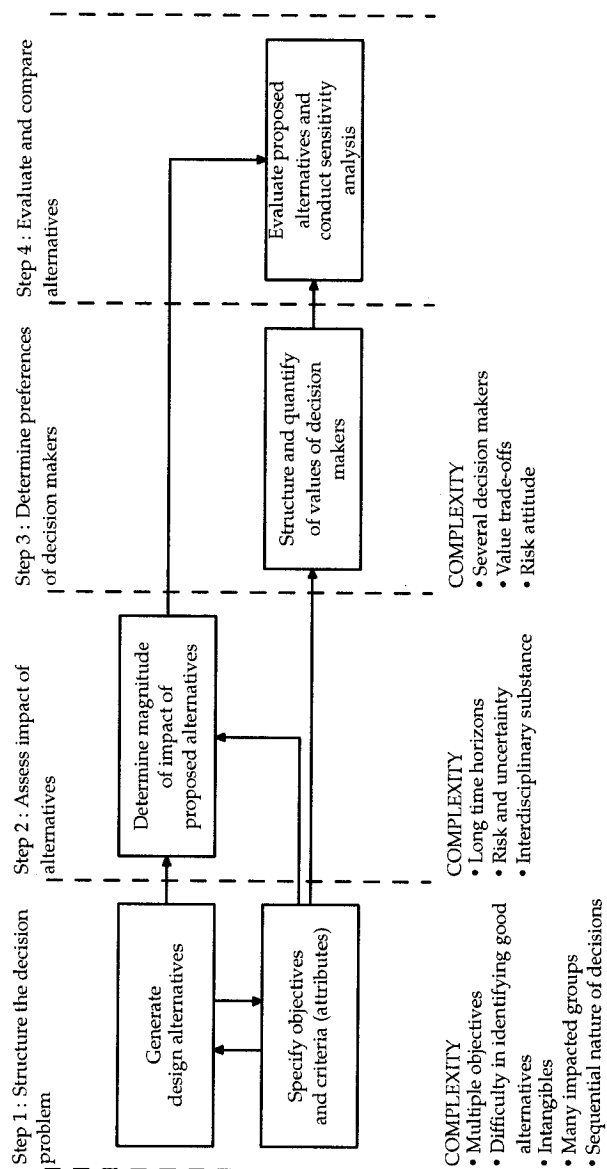 Step 1 : Structure the decision
problem
Step 2 : Assess impact of
alternatives
Step 3 : Determine preferences
of decision makers
Step 4 : Evaluate and compare
alternatives
Generate
design alternatives
Specify objectives
and criteria (attributes)
Determine magnitude
of impact of
proposed alternatives
Structure and quantify
of values of decision
makers
Evaluate proposed
alternatives and
conduct sensitivity
analysis
COMPLEXITY
• Multiple objectives
• Difficulty in identifying good
alternatives
• Intangibles
• Many impacted groups
• Sequential nature of decisions
COMPLEXITY
• Long time horizons
• Risk and uncertainty
• Interdisciplinary substance
COMPLEXITY
• Several decision makers
• Value trade-offs
• Risk attitude